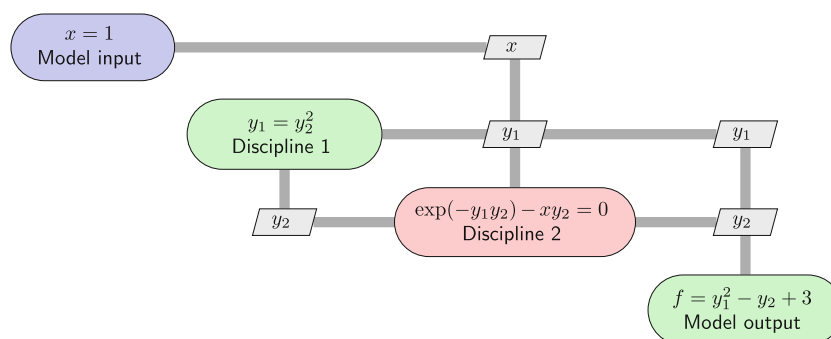 x = 1
Model input
x
y₁ = y₂²
Discipline 1
y₁
y₁
y₂
exp(−y₁y₂) − xy₂ = 0
Discipline 2
y₂
f = y₁² − y₂ + 3
Model output